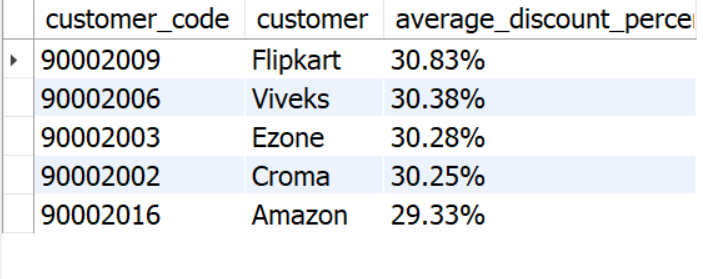 customer_code customer average_discount_perce
90002009 Flipkart 30.83%
90002006 Viveks 30.38%
90002003 Ezone 30.28%
90002002 Croma 30.25%
90002016 Amazon 29.33%